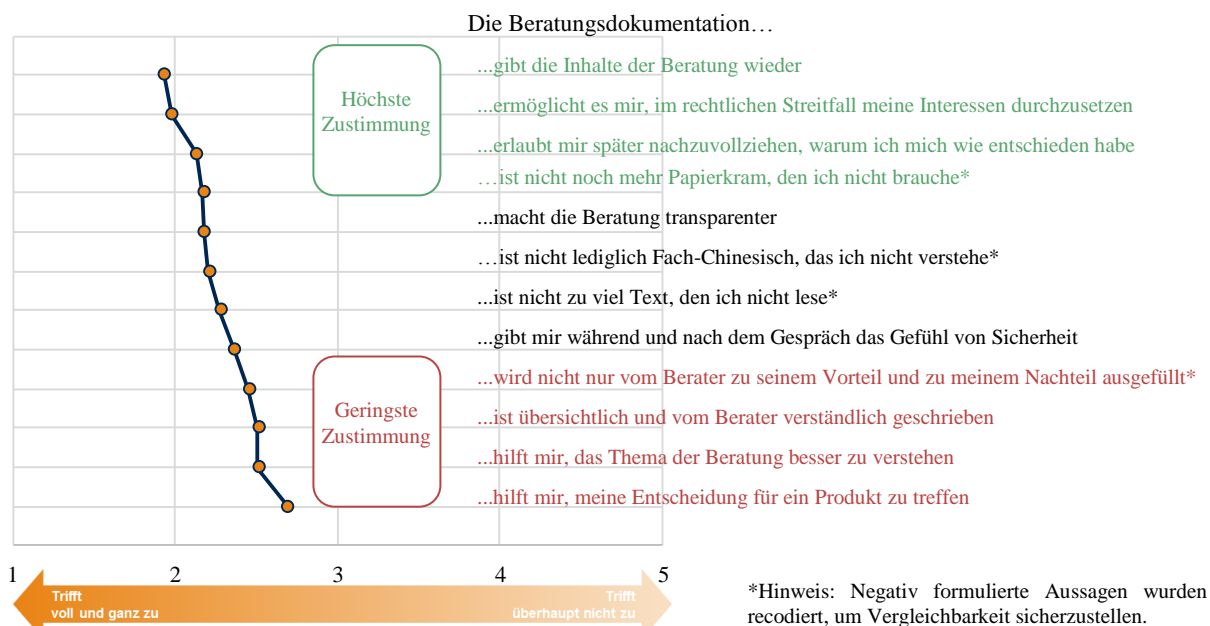 Die Beratungsdokumentation…
...gibt die Inhalte der Beratung wieder
...ermöglicht es mir, im rechtlichen Streitfall meine Interessen durchzusetzen
...erlaubt mir später nachzuvollziehen, warum ich mich wie entschieden habe
…ist nicht noch mehr Papierkram, den ich nicht brauche*
...macht die Beratung transparenter
…ist nicht lediglich Fach-Chinesisch, das ich nicht verstehe*
...ist nicht zu viel Text, den ich nicht lese*
...gibt mir während und nach dem Gespräch das Gefühl von Sicherheit
...wird nicht nur vom Berater zu seinem Vorteil und zu meinem Nachteil ausgefüllt*
...ist übersichtlich und vom Berater verständlich geschrieben
...hilft mir, das Thema der Beratung besser zu verstehen
...hilft mir, meine Entscheidung für ein Produkt zu treffen
Höchste
Zustimmung
Geringste
Zustimmung
1 2 3 4 5
Trifft
voll und ganz zu
Trifft
überhaupt nicht zu
*Hinweis: Negativ formulierte Aussagen wurden
recodiert, um Vergleichbarkeit sicherzustellen.